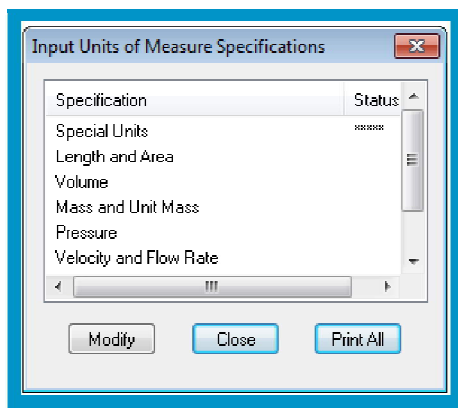 Input Units of Measure Specifications
Specification Status
Special Units *****
Length and Area
Volume
Mass and Unit Mass
Pressure
Velocity and Flow Rate
Modify Close Print All